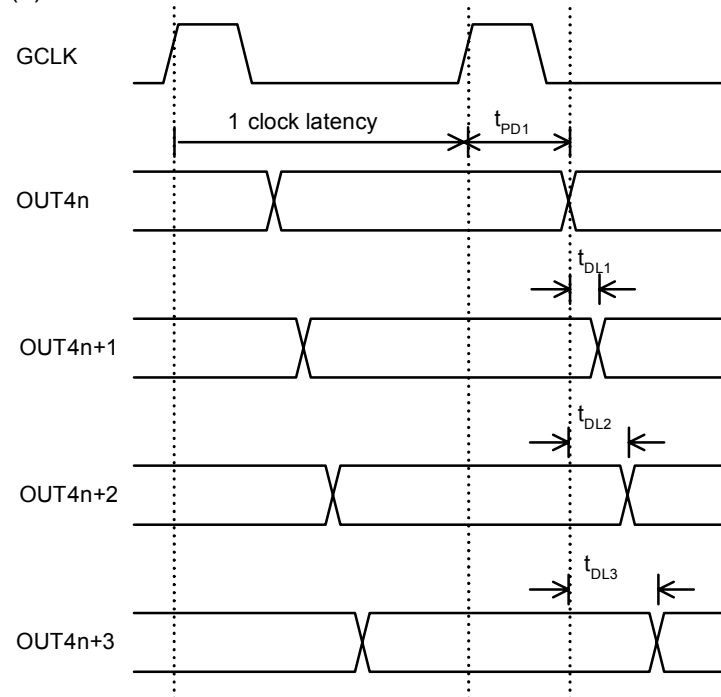 GCLK
1 clock latency
tPD1
OUT4n
tDL1
OUT4n+1
tDL2
OUT4n+2
tDL3
OUT4n+3